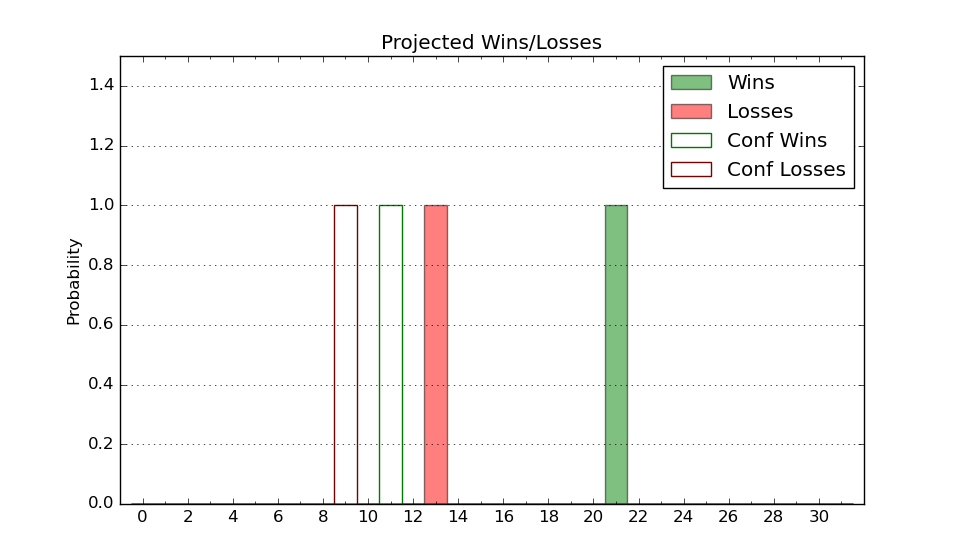 Projected Wins/Losses
Wins
Losses
Conf Wins
Conf Losses
Probability
1.4
1.2
1.0
0.8
0.6
0.4
0.2
0.0
0 2 4 6 8 10 12 14 16 18 20 22 24 26 28 30